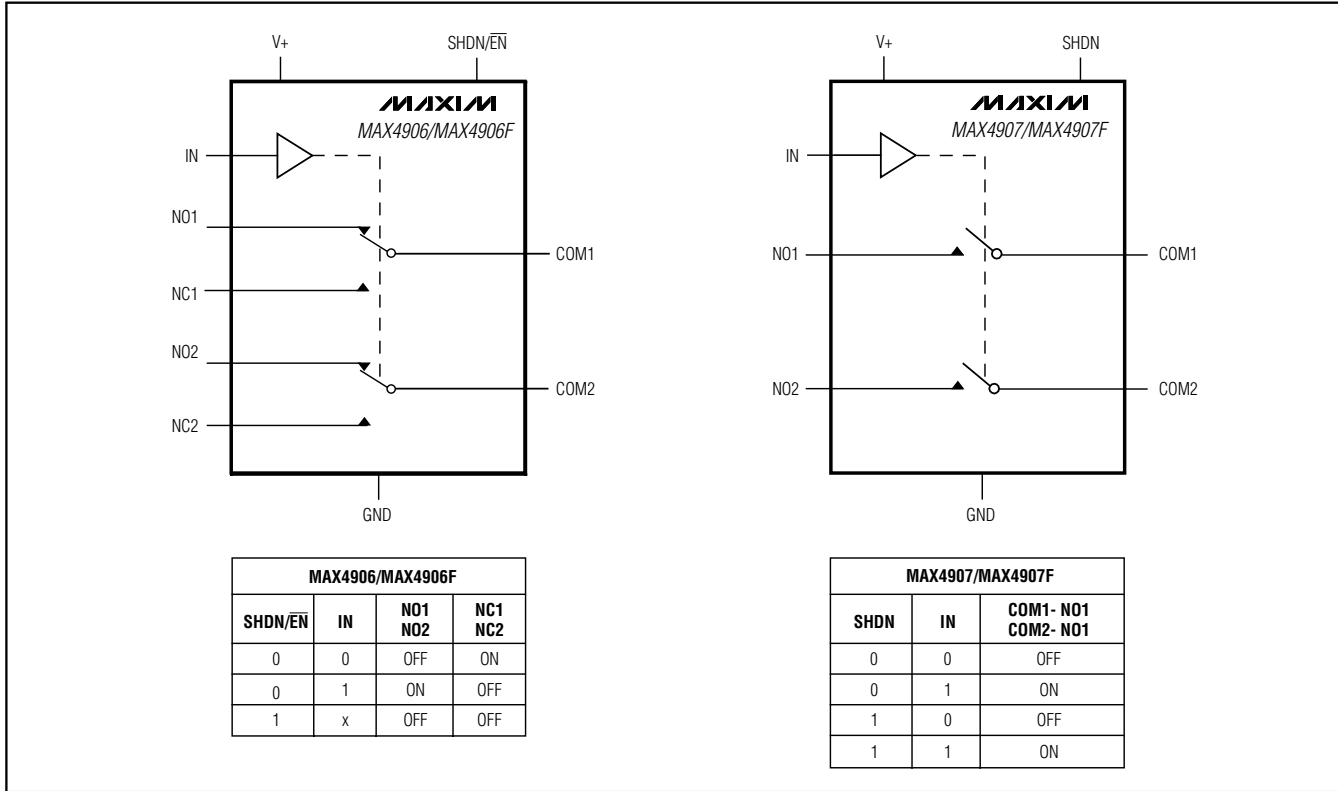 V+
SHDN/EN
MAXIM
MAX4906/MAX4906F
IN
NO1
COM1
NC1
NO2
COM2
NC2
GND
MAX4906/MAX4906F
SHDN/EN IN NO1 NO2 NC1 NC2
0 0 OFF ON
0 1 ON OFF
1 x OFF OFF
V+
SHDN
MAXIM
MAX4907/MAX4907F
IN
NO1
COM1
NO2
COM2
GND
MAX4907/MAX4907F
SHDN IN COM1- NO1 COM2- NO1
0 0 OFF
0 1 ON
1 0 OFF
1 1 ON